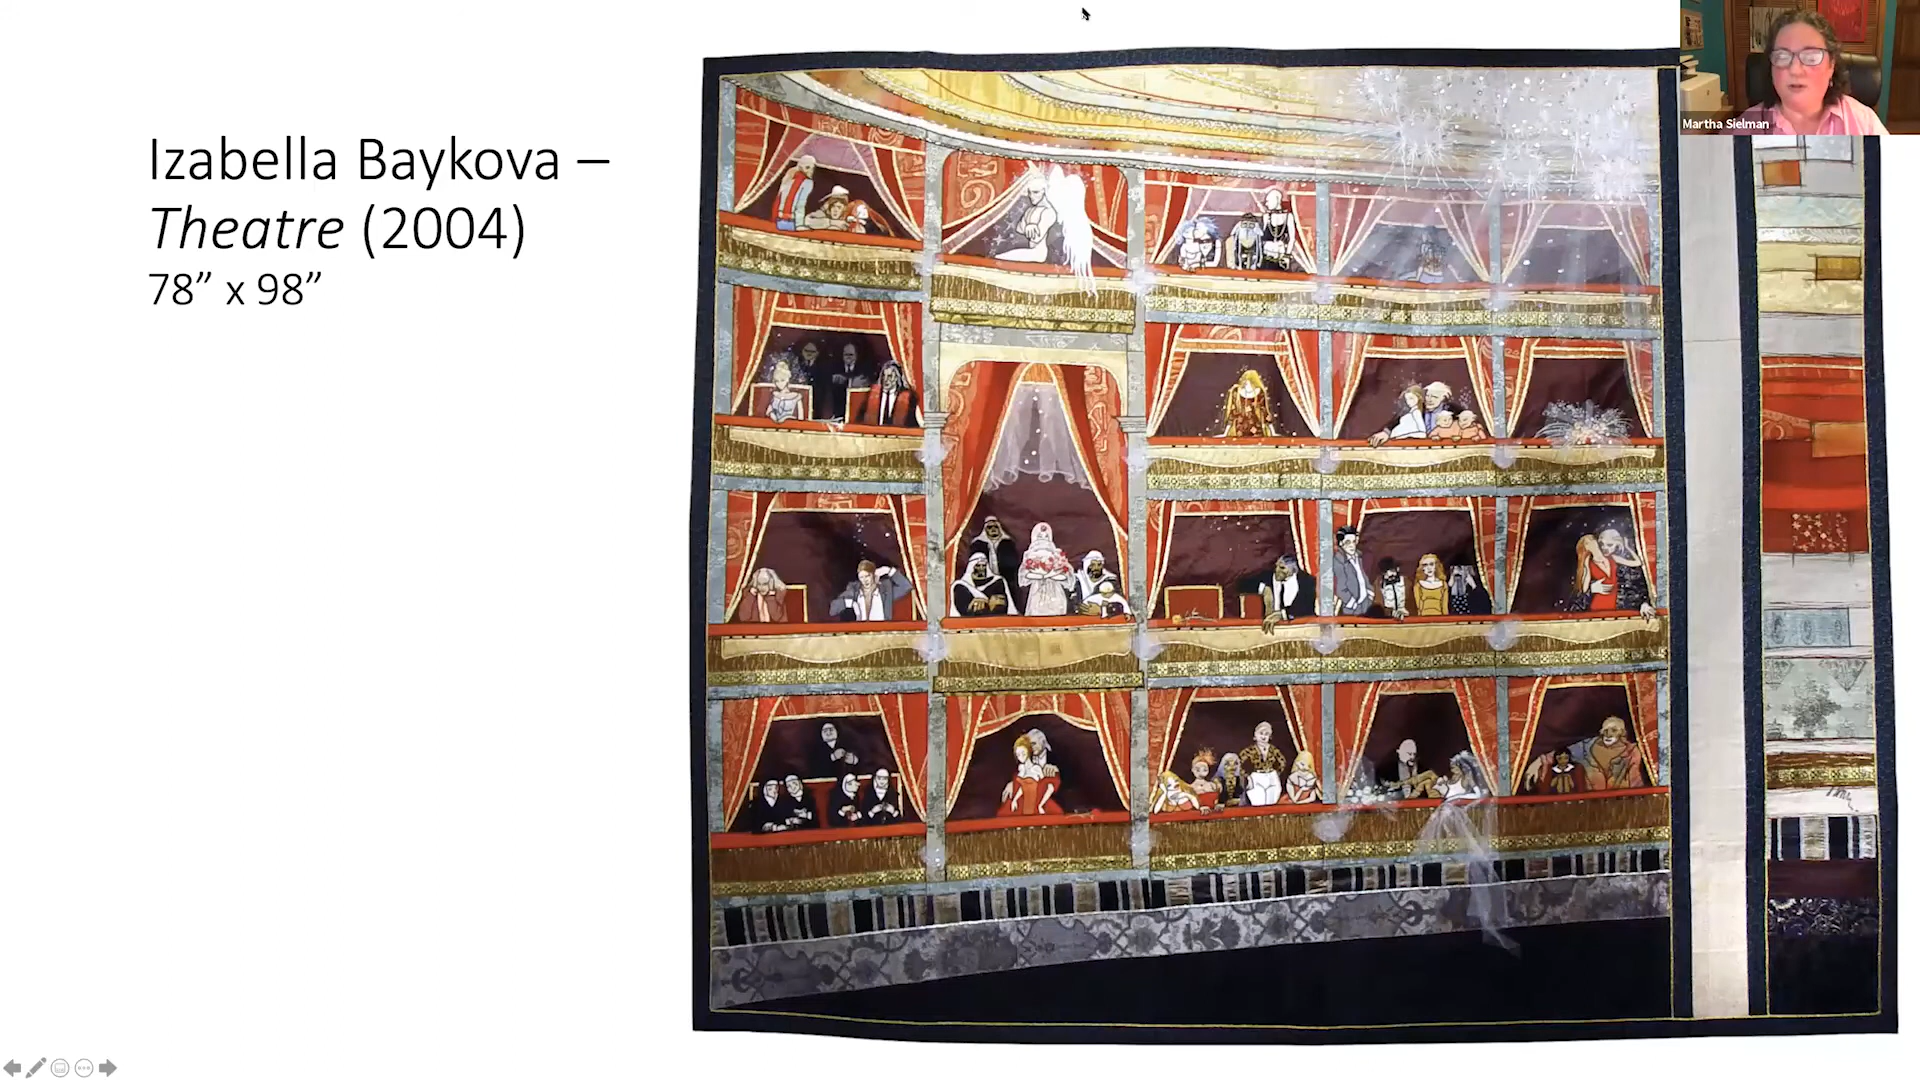 Izabella Baykova –
Theatre (2004)
78” x 98”
Martha Sielman